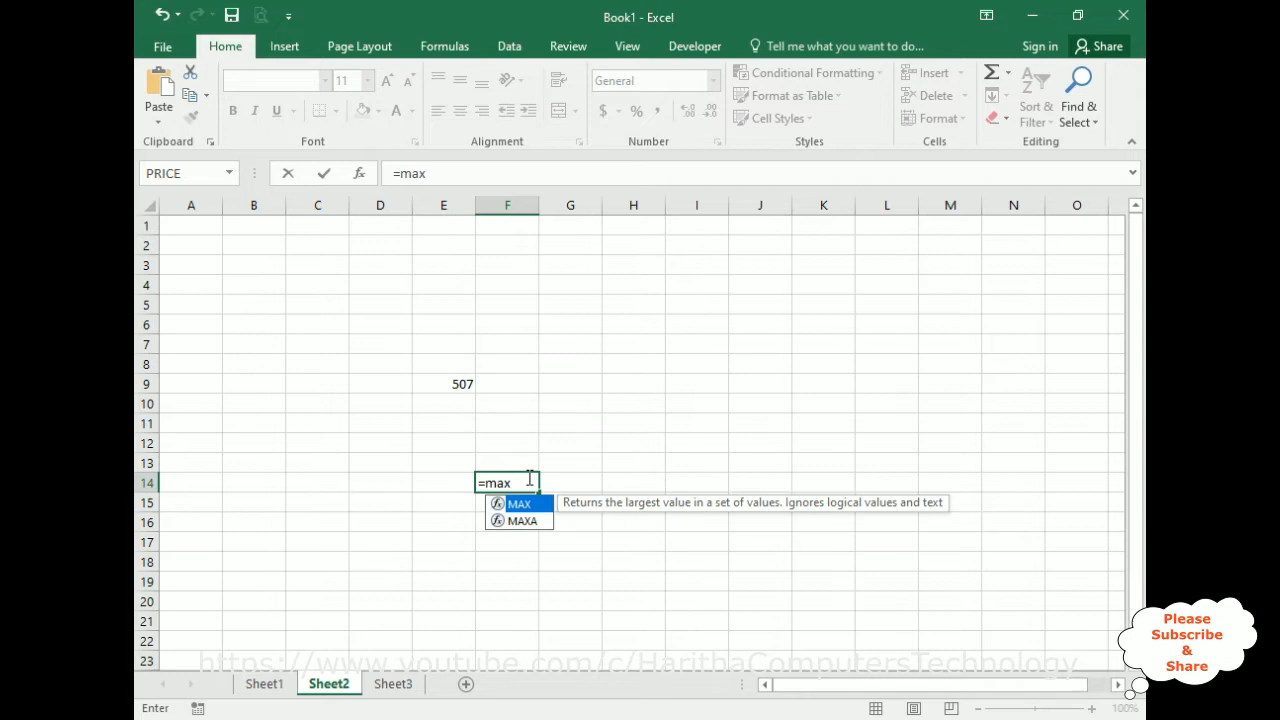 Book1 - Excel
File Home Insert Page Layout Formulas Data Review View Developer Tell me what you want to do... Sign in Share
Paste
Clipboard
11
B I U A
Font
Alignment
General
$ % ,
Number
Conditional Formatting
Format as Table
Cell Styles
Styles
Insert
Delete
Format
Cells
Sort & Filter
Find & Select
Editing
PRICE fx =max
A B C D E F G H I J K L M N O
1
2
3
4
5
6
7
8
9 507
10
11
12
13
14 =max
15 MAX Returns the largest value in a set of values. Ignores logical values and text
16 MAXA
17
18
19
20
21
22
23
https://www.youtube.com/c/HarithaComputersTechnology
Please
Subscribe
&
Share
Sheet1 Sheet2 Sheet3
Enter 100%